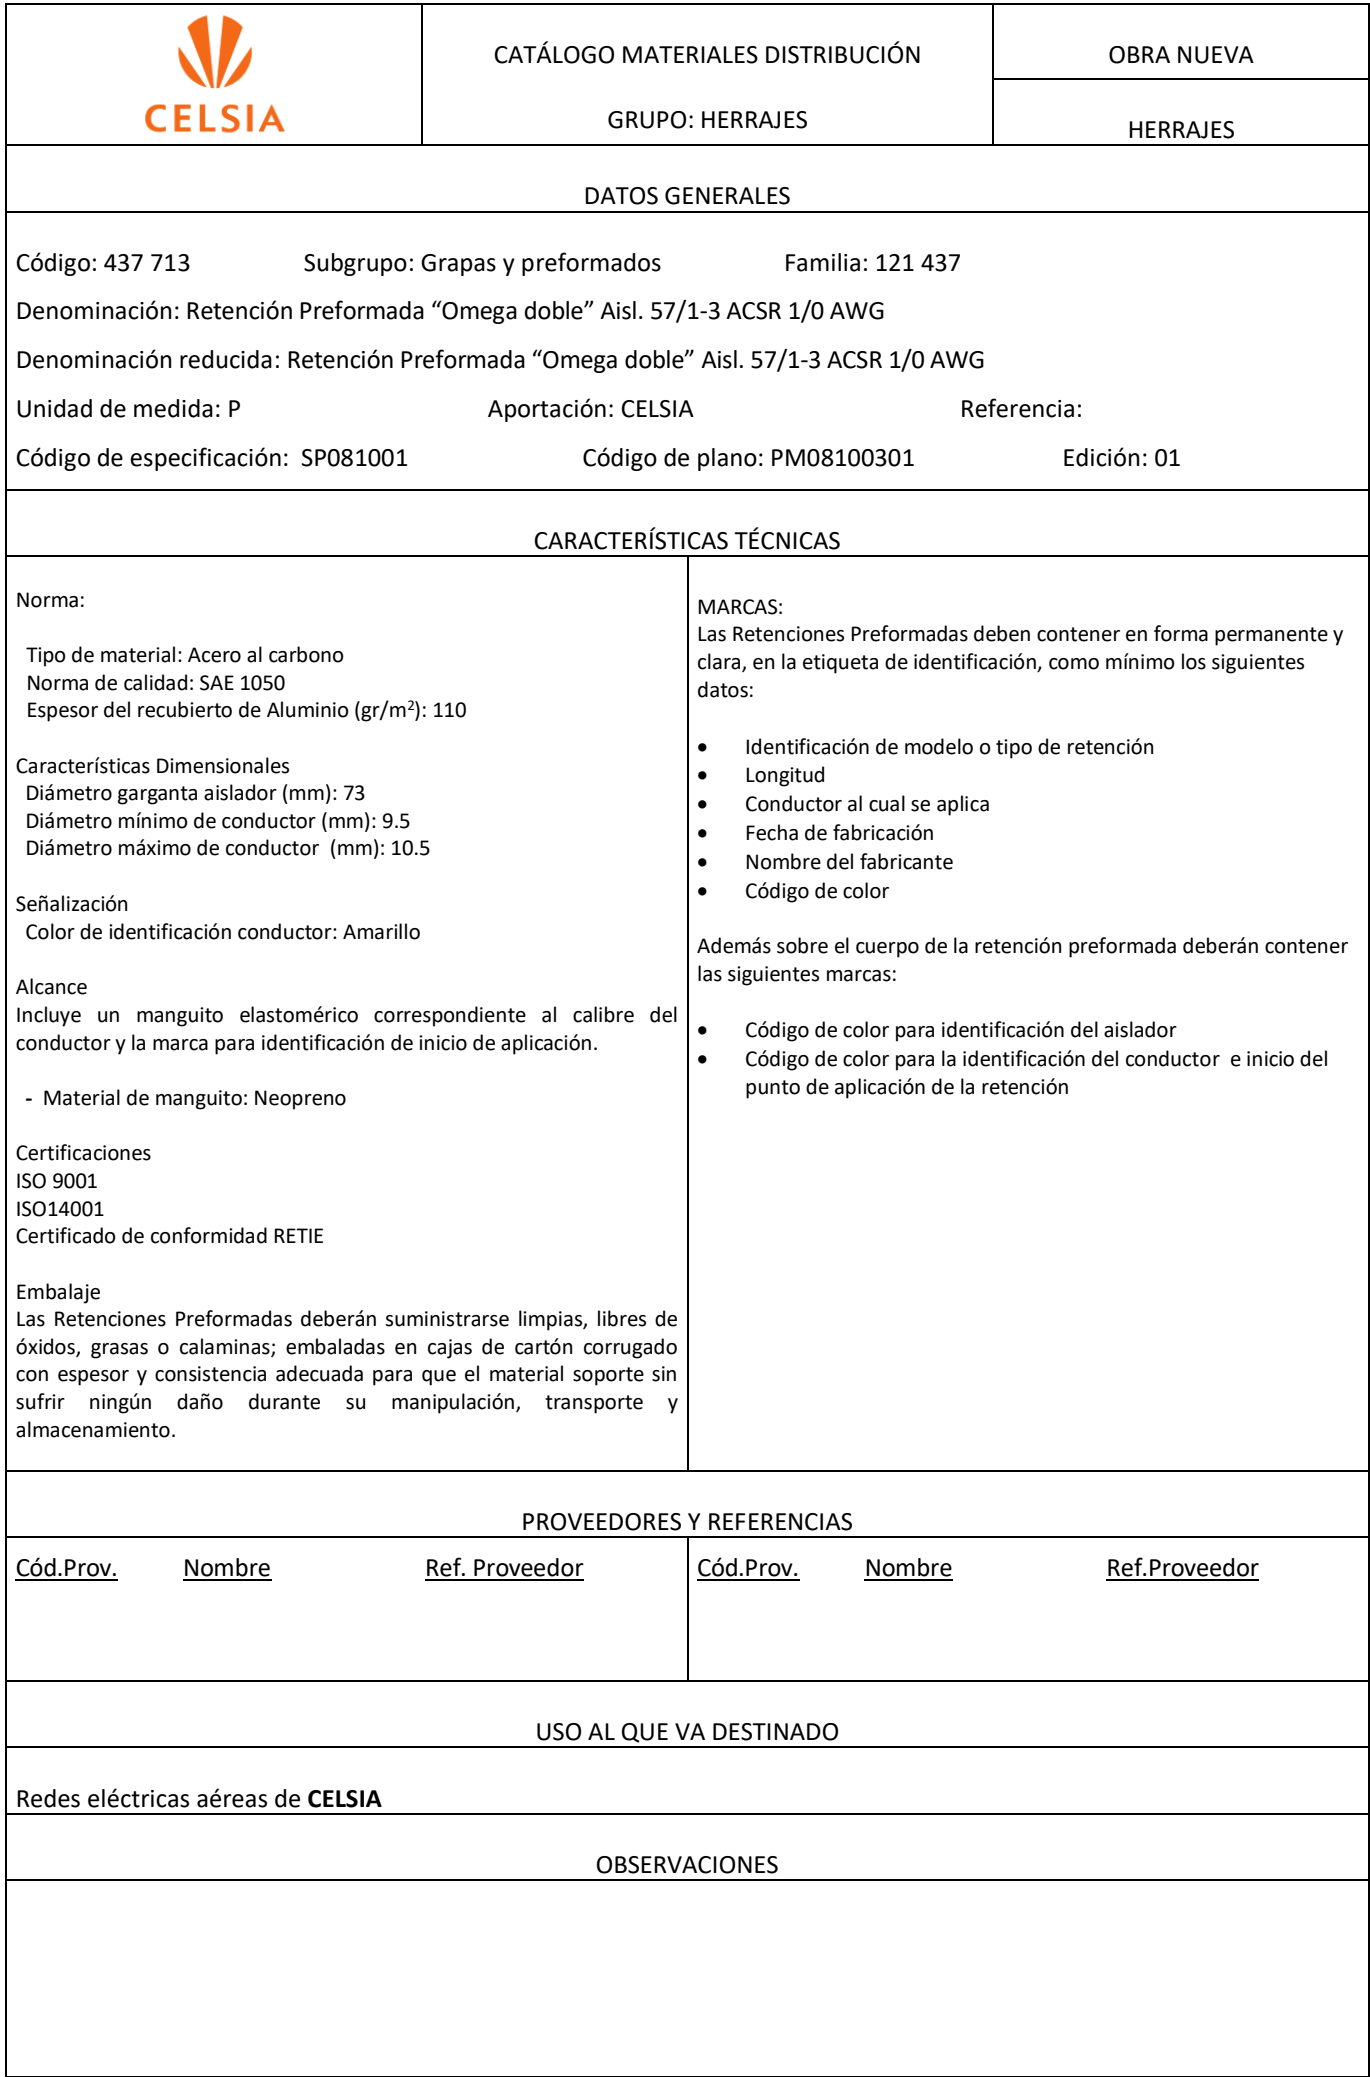 CELSIA
CATÁLOGO MATERIALES DISTRIBUCIÓN
GRUPO: HERRAJES
OBRA NUEVA
HERRAJES
DATOS GENERALES
Código: 437 713 Subgrupo: Grapas y preformados Familia: 121 437
Denominación: Retención Preformada “Omega doble” Aisl. 57/1-3 ACSR 1/0 AWG
Denominación reducida: Retención Preformada “Omega doble” Aisl. 57/1-3 ACSR 1/0 AWG
Unidad de medida: P Aportación: CELSIA Referencia:
Código de especificación: SP081001 Código de plano: PM08100301 Edición: 01
CARACTERÍSTICAS TÉCNICAS
Norma:
Tipo de material: Acero al carbono
Norma de calidad: SAE 1050
Espesor del recubierto de Aluminio (gr/m²): 110
Características Dimensionales
Diámetro garganta aislador (mm): 73
Diámetro mínimo de conductor (mm): 9.5
Diámetro máximo de conductor (mm): 10.5
Señalización
Color de identificación conductor: Amarillo
Alcance
Incluye un manguito elastomérico correspondiente al calibre del
conductor y la marca para identificación de inicio de aplicación.
- Material de manguito: Neopreno
Certificaciones
ISO 9001
ISO14001
Certificado de conformidad RETIE
Embalaje
Las Retenciones Preformadas deberán suministrarse limpias, libres de
óxidos, grasas o calaminas; embaladas en cajas de cartón corrugado
con espesor y consistencia adecuada para que el material soporte sin
sufrir ningún daño durante su manipulación, transporte y
almacenamiento.
MARCAS:
Las Retenciones Preformadas deben contener en forma permanente y
clara, en la etiqueta de identificación, como mínimo los siguientes
datos:
• Identificación de modelo o tipo de retención
• Longitud
• Conductor al cual se aplica
• Fecha de fabricación
• Nombre del fabricante
• Código de color
Además sobre el cuerpo de la retención preformada deberán contener
las siguientes marcas:
• Código de color para identificación del aislador
• Código de color para la identificación del conductor e inicio del
punto de aplicación de la retención
PROVEEDORES Y REFERENCIAS
Cód.Prov. Nombre Ref. Proveedor
Cód.Prov. Nombre Ref.Proveedor
USO AL QUE VA DESTINADO
Redes eléctricas aéreas de CELSIA
OBSERVACIONES